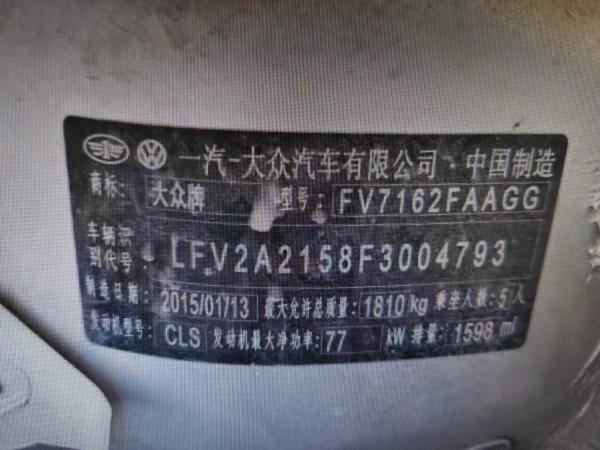 一汽-大众汽车有限公司·中国制造
商标: 大众牌 型号: FV7162FAAGG
车辆识别代号: LFV2A2158F3004793
制造日期: 2015/01/13 最大允许总质量: 1810 kg 乘坐人数: 5 人
发动机型号: CLS 发动机最大净功率: 77 kW 排量: 1598 ml